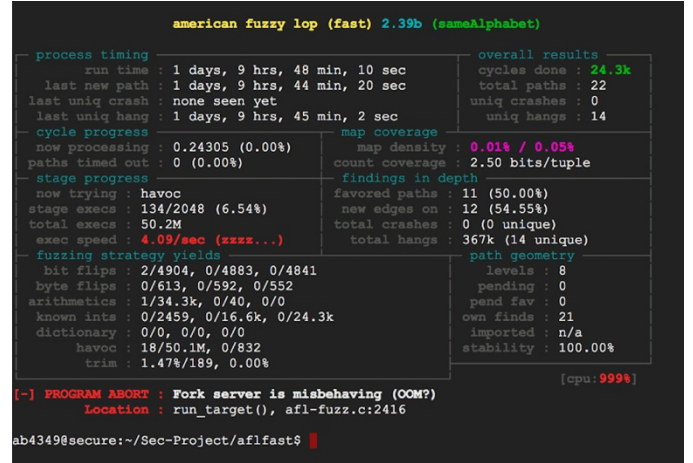 american fuzzy lop (fast) 2.39b (sameAlphabet)
process timing
overall results
run time : 1 days, 9 hrs, 48 min, 10 sec
cycles done : 24.3k
last new path : 1 days, 9 hrs, 44 min, 20 sec
total paths : 22
last uniq crash : none seen yet
uniq crashes : 0
last uniq hang : 1 days, 9 hrs, 45 min, 2 sec
uniq hangs : 14
cycle progress
map coverage
now processing : 0.24305 (0.00%)
map density : 0.01% / 0.05%
paths timed out : 0 (0.00%)
count coverage : 2.50 bits/tuple
stage progress
findings in depth
now trying : havoc
favored paths : 11 (50.00%)
stage execs : 134/2048 (6.54%)
new edges on : 12 (54.55%)
total execs : 50.2M
total crashes : 0 (0 unique)
exec speed : 4.09/sec (zzzz...)
total hangs : 367k (14 unique)
fuzzing strategy yields
path geometry
bit flips : 2/4904, 0/4883, 0/4841
levels : 8
byte flips : 0/613, 0/592, 0/552
pending : 0
arithmetics : 1/34.3k, 0/40, 0/0
pend fav : 0
known ints : 0/2459, 0/16.6k, 0/24.3k
own finds : 21
dictionary : 0/0, 0/0, 0/0
imported : n/a
havoc : 18/50.1M, 0/832
stability : 100.00%
trim : 1.47%/189, 0.00%
[cpu:999%]
[-] PROGRAM ABORT : Fork server is misbehaving (OOM?)
Location : run_target(), afl-fuzz.c:2416
ab4349@secure:~/Sec-Project/aflfast$